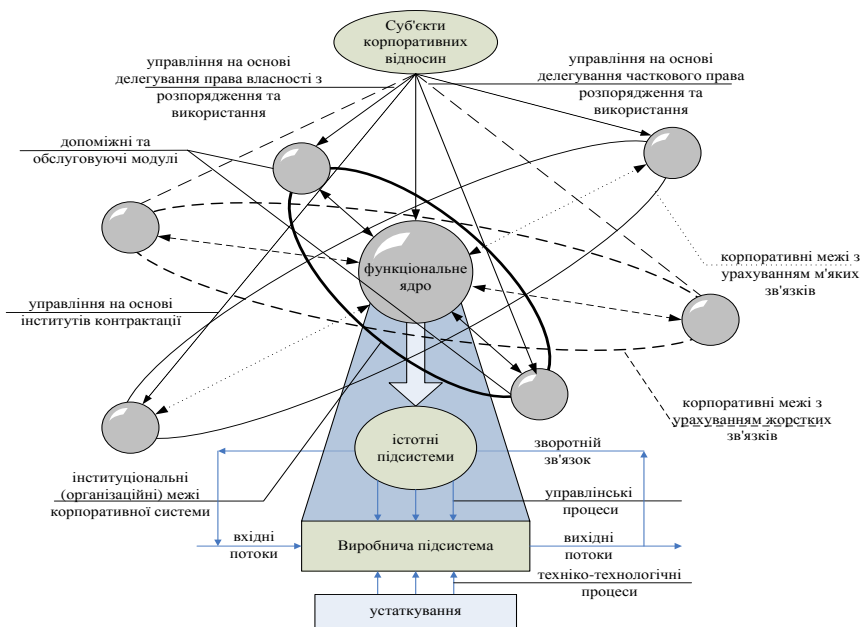 Суб'єкти
корпоративних
відносин
управління на основі
делегування права власності з
розпорядження та
використання
управління на основі
делегування часткового права
розпорядження та
використання
допоміжні та
обслуговуючі модулі
функціональне
ядро
корпоративні межі з
урахуванням м'яких
зв'язків
управління на основі
інститутів контрактації
корпоративні межі з
урахуванням жорстких
зв'язків
істотні
підсистеми
зворотній
зв'язок
інституціональні
(організаційні) межі
корпоративної системи
управлінські
процеси
вхідні
потоки
Виробнича підсистема
вихідні
потоки
техніко-технологічні
процеси
устаткування